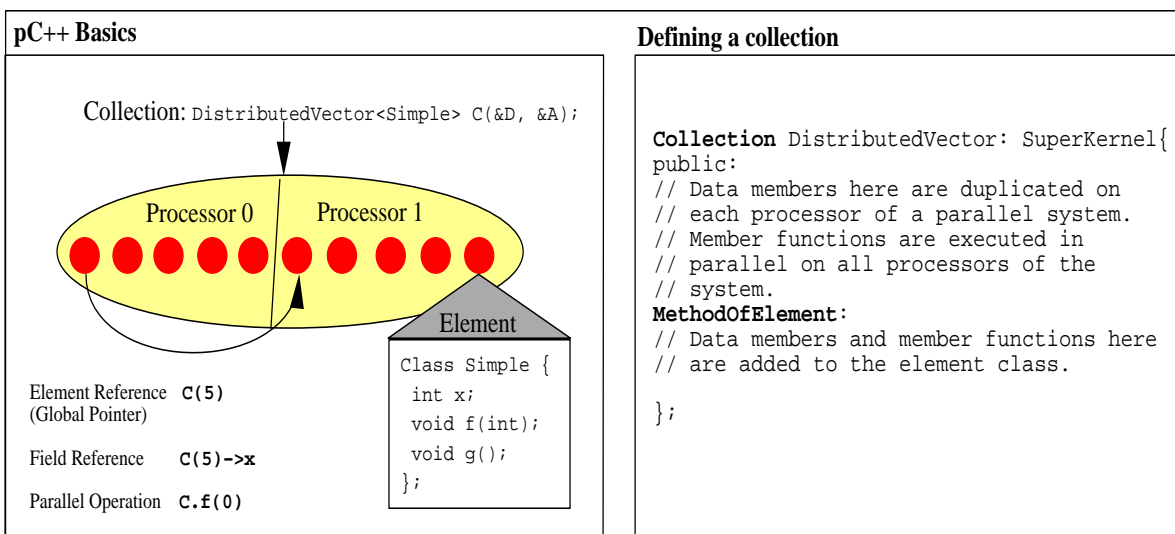 pC++ Basics
Collection: DistributedVector<Simple> C(&D, &A);
Processor 0
Processor 1
Element
Class Simple {
int x;
void f(int);
void g();
};
Element Reference C(5)
(Global Pointer)
Field Reference C(5)->x
Parallel Operation C.f(0)
Defining a collection
Collection DistributedVector: SuperKernel{
public:
// Data members here are duplicated on
// each processor of a parallel system.
// Member functions are executed in
// parallel on all processors of the
// system.
MethodOfElement:
// Data members and member functions here
// are added to the element class.
};